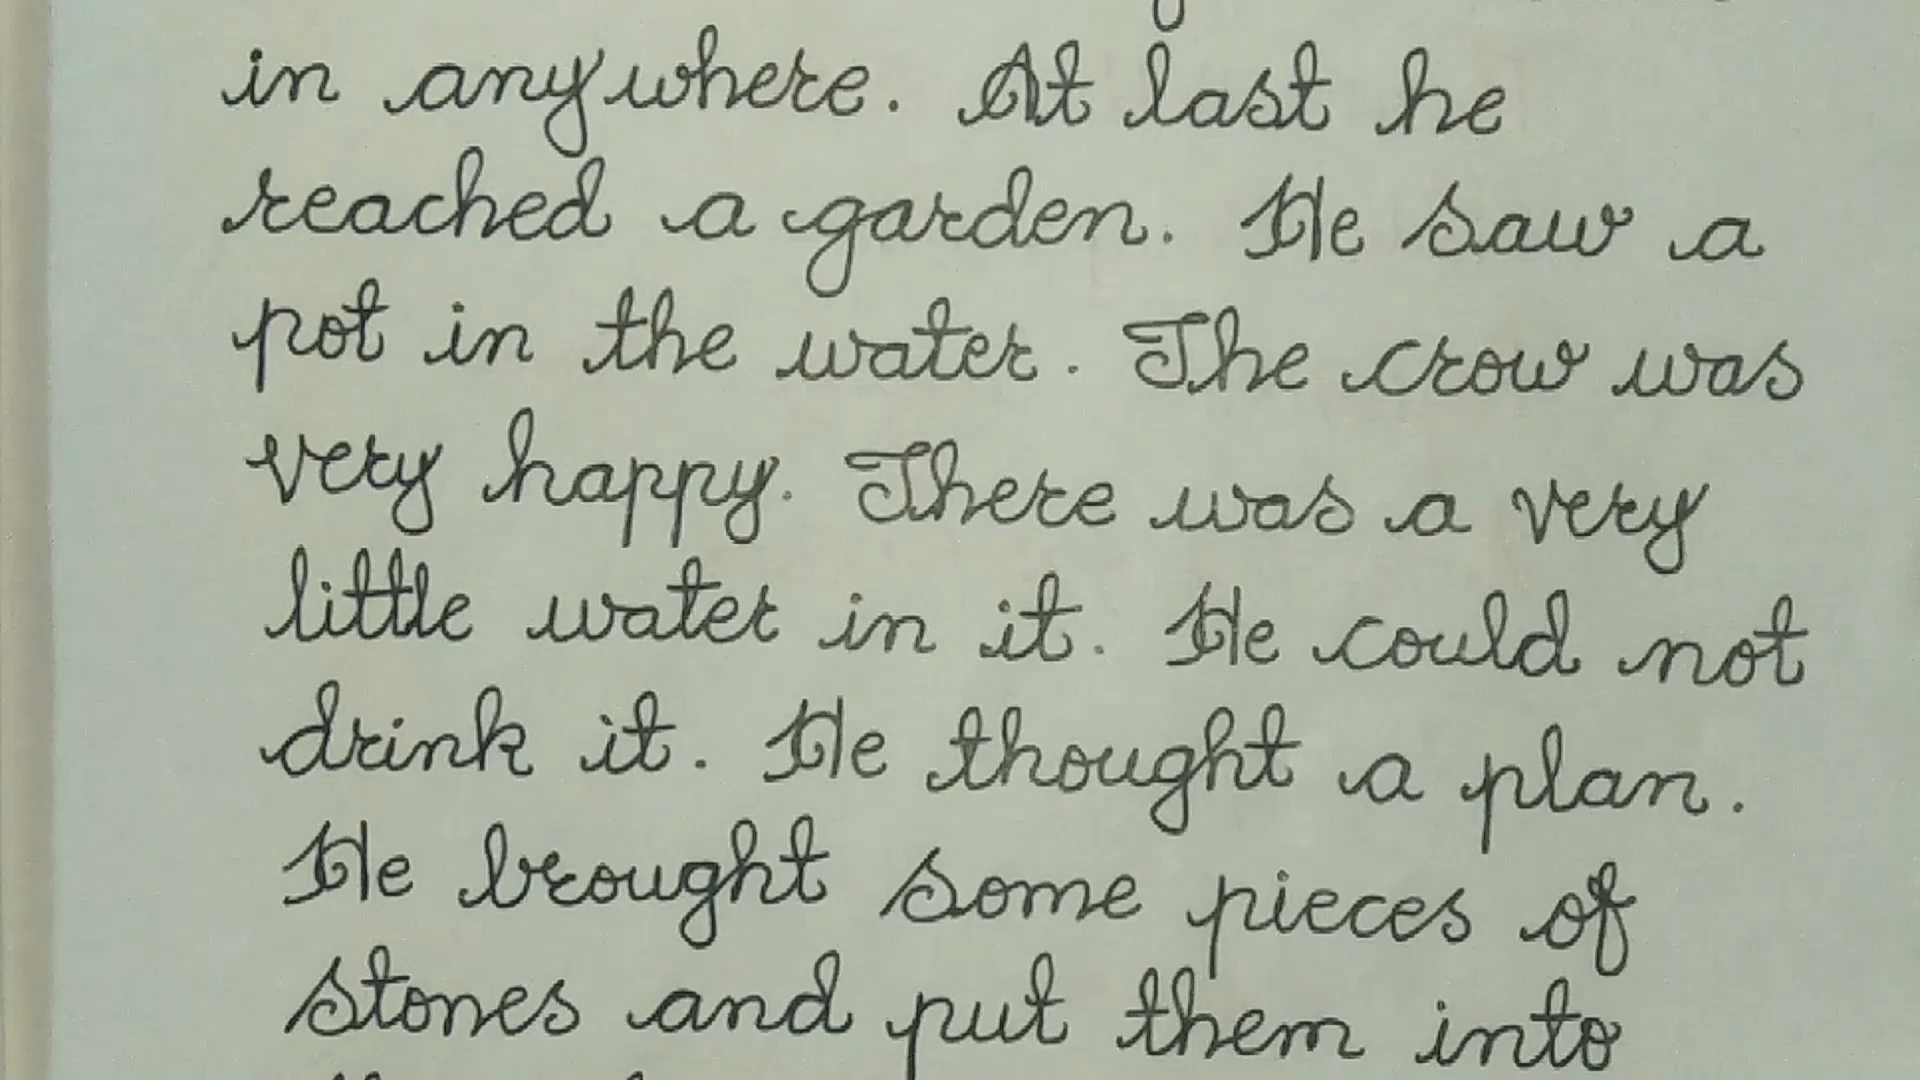 in anywhere. At last he
reached a garden. He saw a
pot in the water. The crow was
very happy. There was a very
little water in it. He could not
drink it. He thought a plan.
He brought some pieces of
stones and put them into